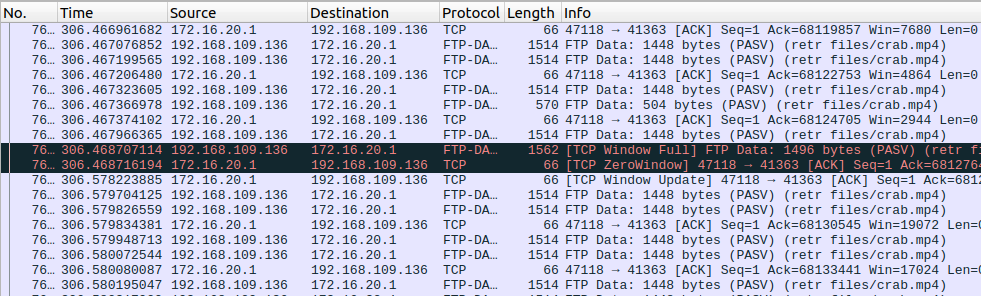 No. Time Source Destination Protocol Length Info
76… 306.466961682 172.16.20.1 192.168.109.136 TCP 66 47118 → 41363 [ACK] Seq=1 Ack=68119857 Win=7680 Len=0
76… 306.467076852 192.168.109.136 172.16.20.1 FTP-DA… 1514 FTP Data: 1448 bytes (PASV) (retr files/crab.mp4)
76… 306.467199565 192.168.109.136 172.16.20.1 FTP-DA… 1514 FTP Data: 1448 bytes (PASV) (retr files/crab.mp4)
76… 306.467206480 172.16.20.1 192.168.109.136 TCP 66 47118 → 41363 [ACK] Seq=1 Ack=68122753 Win=4864 Len=0
76… 306.467323605 192.168.109.136 172.16.20.1 FTP-DA… 1514 FTP Data: 1448 bytes (PASV) (retr files/crab.mp4)
76… 306.467366978 192.168.109.136 172.16.20.1 FTP-DA… 570 FTP Data: 504 bytes (PASV) (retr files/crab.mp4)
76… 306.467374102 172.16.20.1 192.168.109.136 TCP 66 47118 → 41363 [ACK] Seq=1 Ack=68124705 Win=2944 Len=0
76… 306.467966365 192.168.109.136 172.16.20.1 FTP-DA… 1514 FTP Data: 1448 bytes (PASV) (retr files/crab.mp4)
76… 306.468707114 192.168.109.136 172.16.20.1 FTP-DA… 1562 [TCP Window Full] FTP Data: 1496 bytes (PASV) (retr fi
76… 306.468716194 172.16.20.1 192.168.109.136 TCP 66 [TCP ZeroWindow] 47118 → 41363 [ACK] Seq=1 Ack=6812764
76… 306.578223885 172.16.20.1 192.168.109.136 TCP 66 [TCP Window Update] 47118 → 41363 [ACK] Seq=1 Ack=6812
76… 306.579704125 192.168.109.136 172.16.20.1 FTP-DA… 1514 FTP Data: 1448 bytes (PASV) (retr files/crab.mp4)
76… 306.579826559 192.168.109.136 172.16.20.1 FTP-DA… 1514 FTP Data: 1448 bytes (PASV) (retr files/crab.mp4)
76… 306.579834381 172.16.20.1 192.168.109.136 TCP 66 47118 → 41363 [ACK] Seq=1 Ack=68130545 Win=19072 Len=0
76… 306.579948713 192.168.109.136 172.16.20.1 FTP-DA… 1514 FTP Data: 1448 bytes (PASV) (retr files/crab.mp4)
76… 306.580072544 192.168.109.136 172.16.20.1 FTP-DA… 1514 FTP Data: 1448 bytes (PASV) (retr files/crab.mp4)
76… 306.580080087 172.16.20.1 192.168.109.136 TCP 66 47118 → 41363 [ACK] Seq=1 Ack=68133441 Win=17024 Len=0
76… 306.580195047 192.168.109.136 172.16.20.1 FTP-DA… 1514 FTP Data: 1448 bytes (PASV) (retr files/crab.mp4)